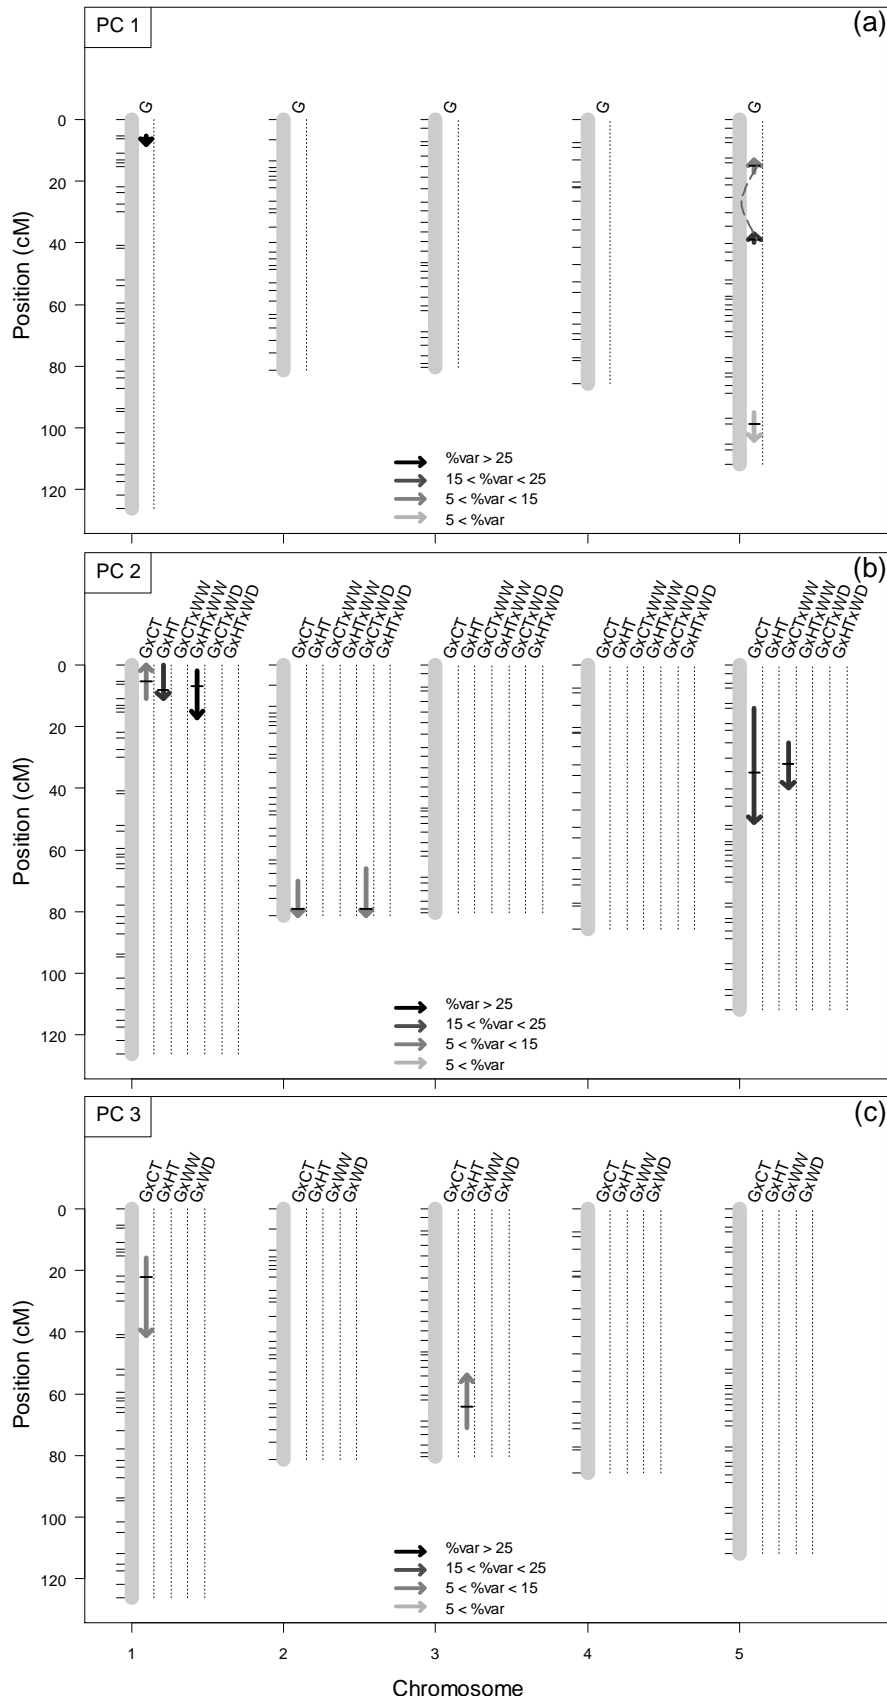 PC 1
(a)
G G G G G
Position (cM)
0
20
40
60
80
100
120
%var > 25
15 < %var < 25
5 < %var < 15
5 < %var
PC 2
(b)
GxCT GxHT GxCTxWW GxHTxWW GxCTxWD GxHTxWD
GxCT GxHT GxCTxWW GxHTxWW GxCTxWD GxHTxWD
GxCT GxHT GxCTxWW GxHTxWW GxCTxWD GxHTxWD
GxCT GxHT GxCTxWW GxHTxWW GxCTxWD GxHTxWD
GxCT GxHT GxCTxWW GxHTxWW GxCTxWD GxHTxWD
Position (cM)
0
20
40
60
80
100
120
%var > 25
15 < %var < 25
5 < %var < 15
5 < %var
PC 3
(c)
GxCT GxHT GxWW GxWD
GxCT GxHT GxWW GxWD
GxCT GxHT GxWW GxWD
GxCT GxHT GxWW GxWD
GxCT GxHT GxWW GxWD
Position (cM)
0
20
40
60
80
100
120
%var > 25
15 < %var < 25
5 < %var < 15
5 < %var
1 2 3 4 5
Chromosome